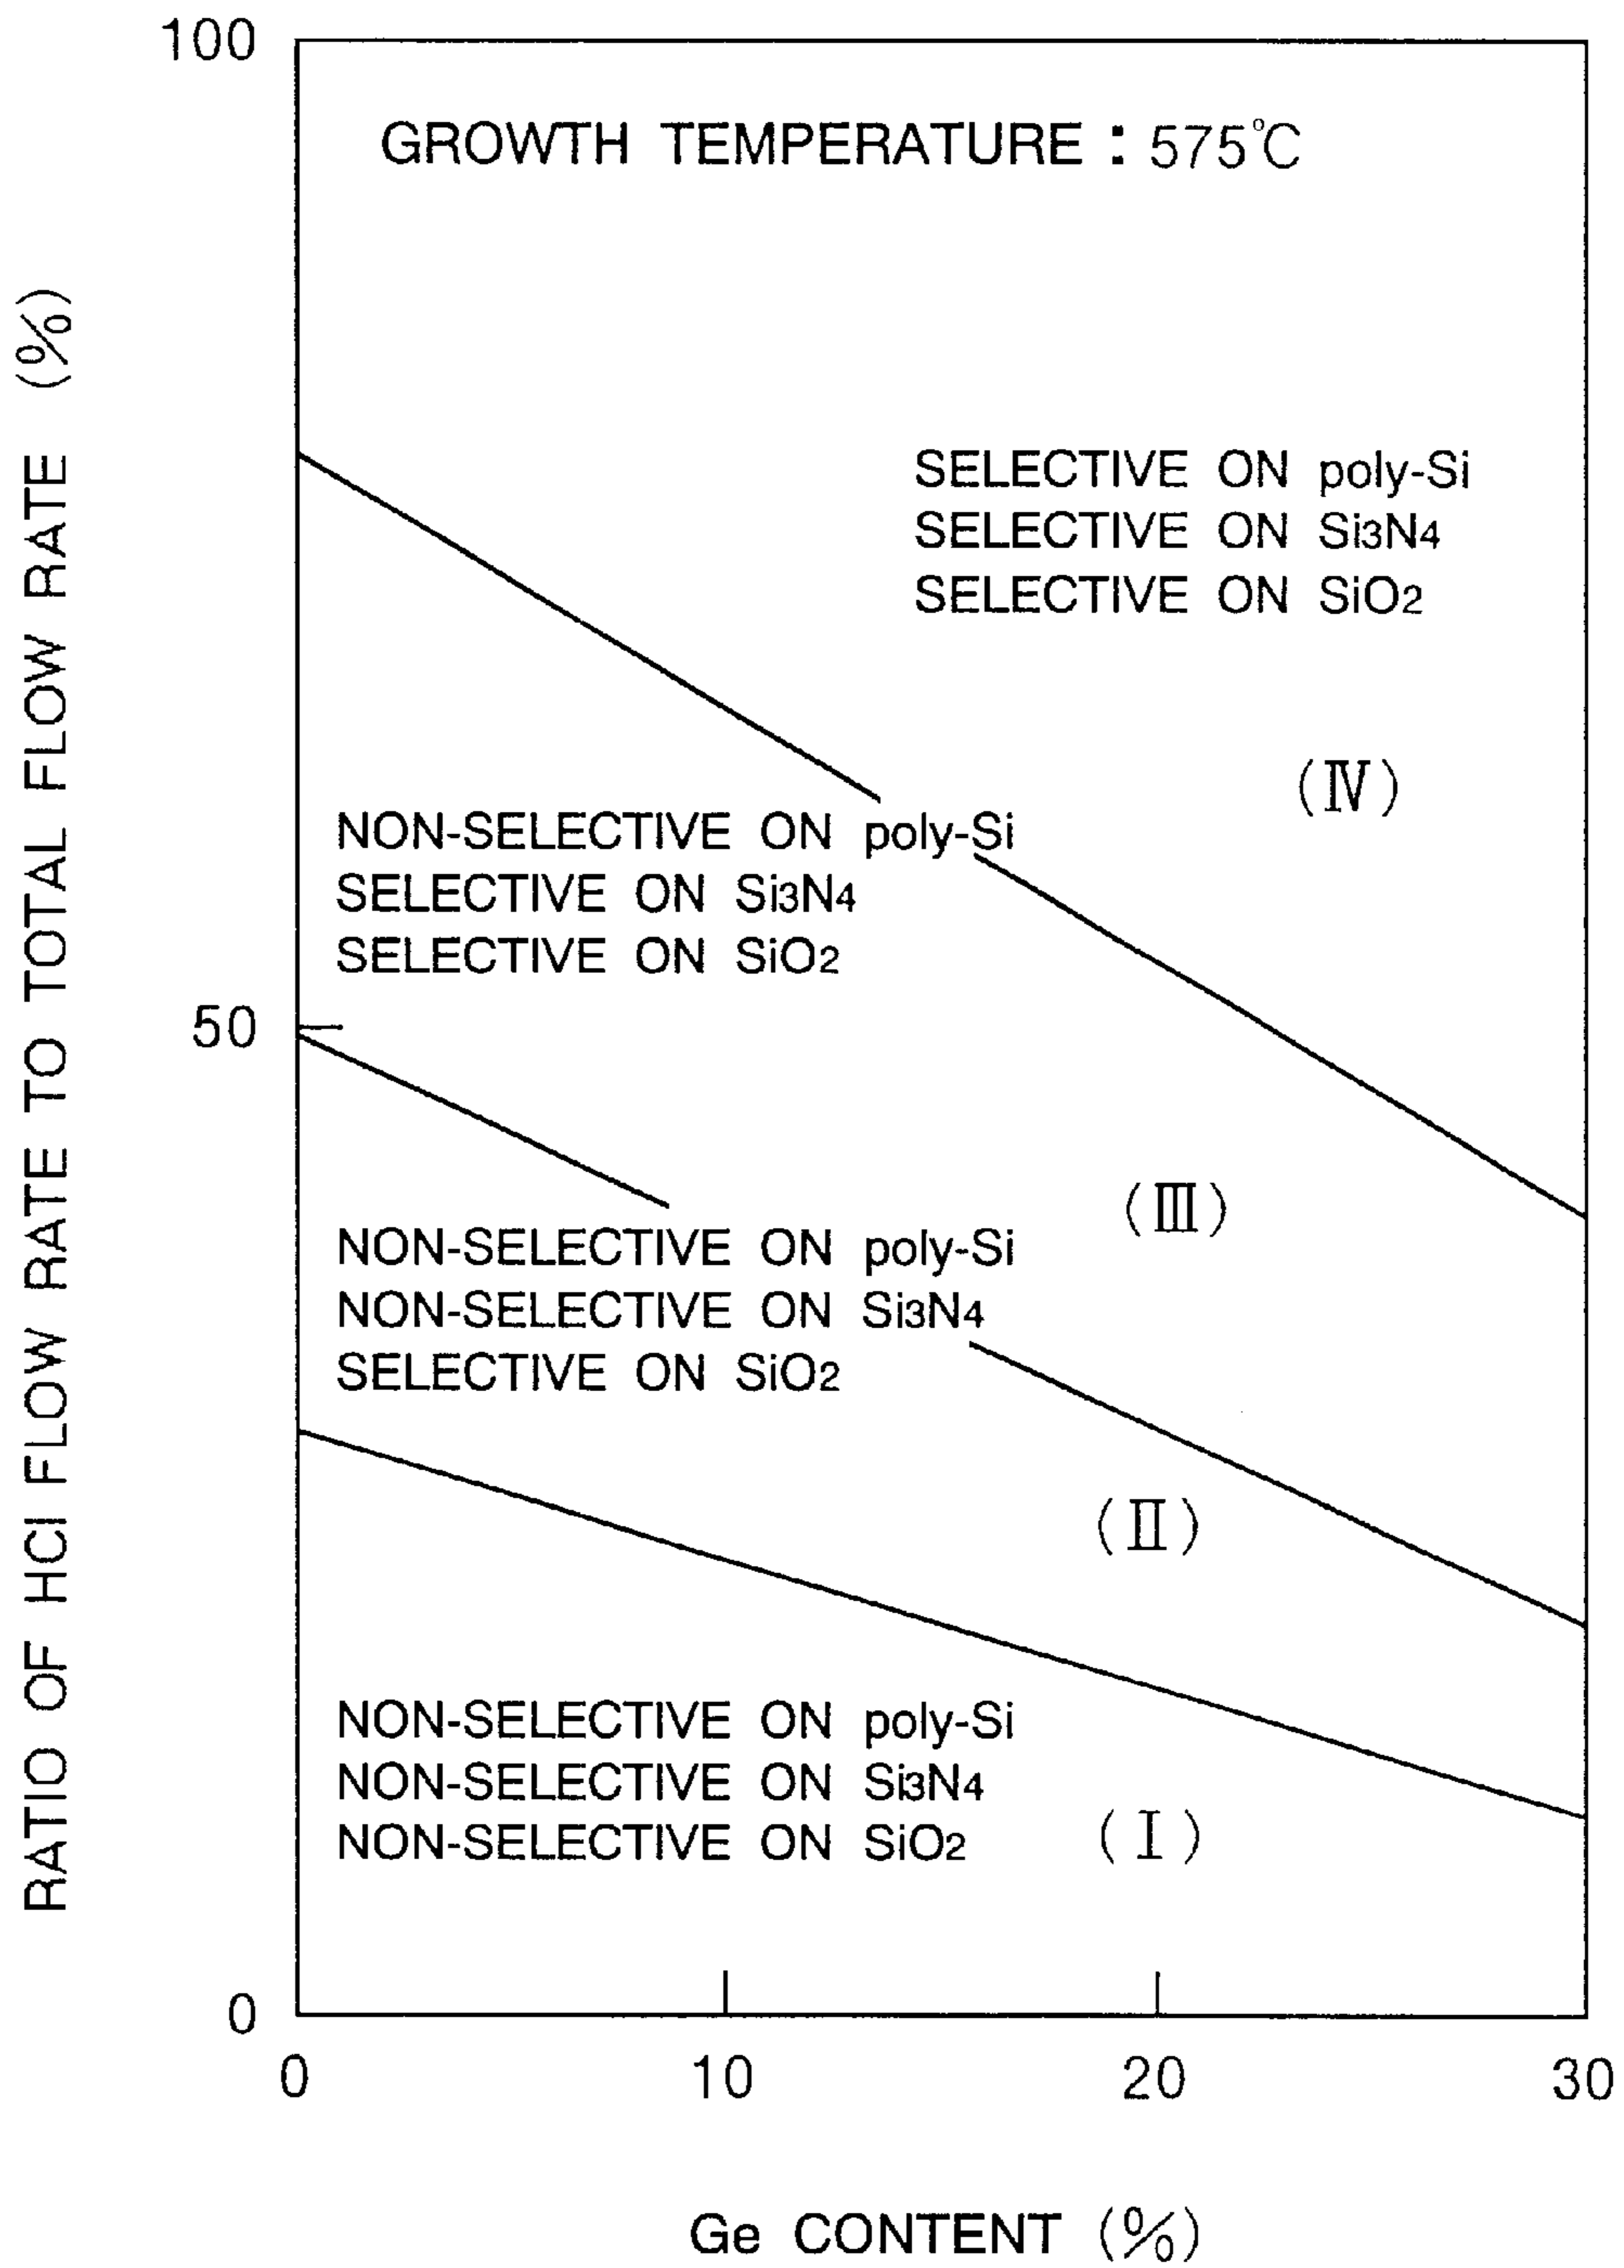 100
GROWTH TEMPERATURE : 575°C
RATIO OF HCl FLOW RATE TO TOTAL FLOW RATE (%)
SELECTIVE ON poly-Si
SELECTIVE ON Si3N4
SELECTIVE ON SiO2
(Ⅳ)
NON-SELECTIVE ON poly-Si
SELECTIVE ON Si3N4
SELECTIVE ON SiO2
50
(Ⅲ)
NON-SELECTIVE ON poly-Si
NON-SELECTIVE ON Si3N4
SELECTIVE ON SiO2
(Ⅱ)
NON-SELECTIVE ON poly-Si
NON-SELECTIVE ON Si3N4
NON-SELECTIVE ON SiO2
(Ⅰ)
0
0 10 20 30
Ge CONTENT (%)